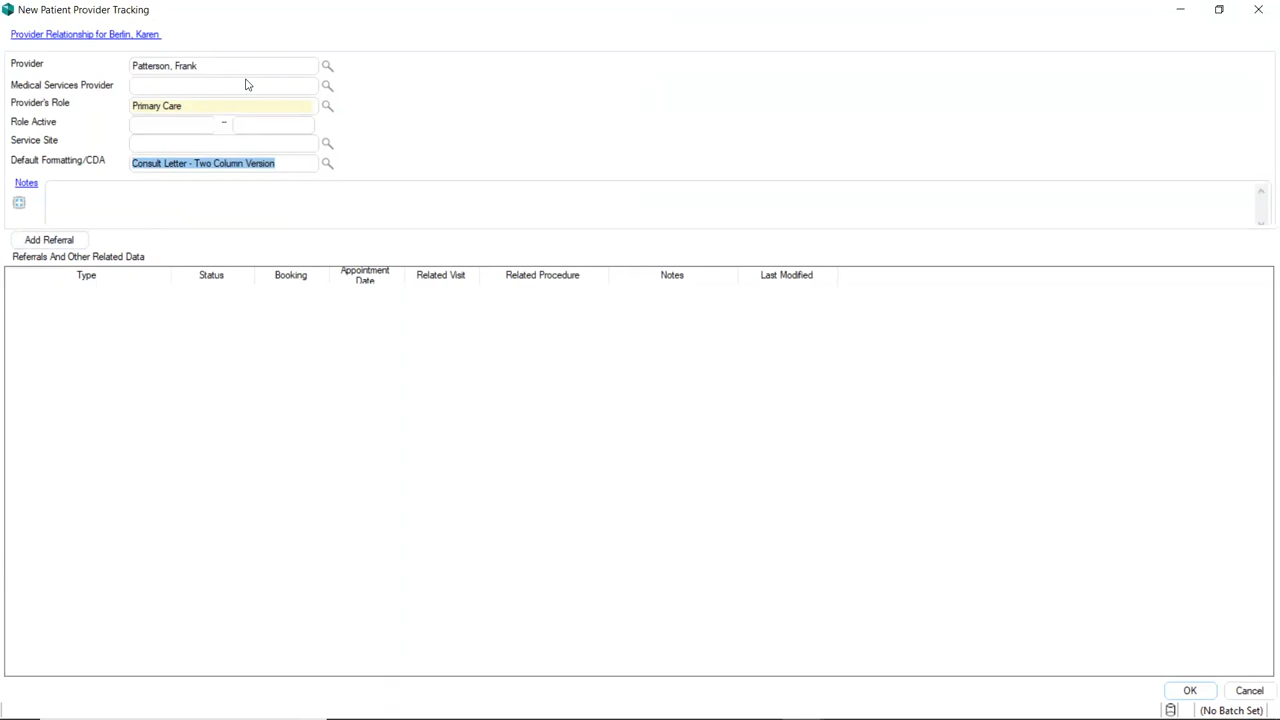 New Patient Provider Tracking
Provider Relationship for Berlin, Karen
Provider Patterson, Frank
Medical Services Provider
Provider's Role Primary Care
Role Active –
Service Site
Default Formatting/CDA Consult Letter - Two Column Version
Notes
Add Referral
Referrals And Other Related Data
Type Status Booking Appointment Date Related Visit Related Procedure Notes Last Modified
OK Cancel
(No Batch Set)